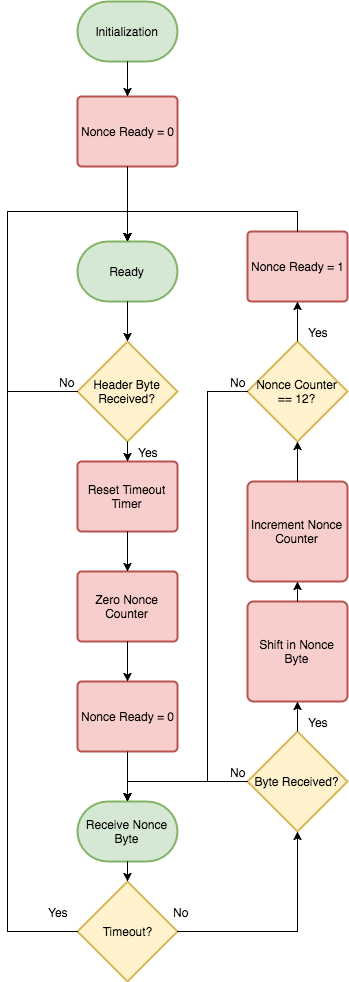 Initialization
Nonce Ready = 0
Ready
Nonce Ready = 1
Yes
No
Header Byte
Received?
No
Nonce Counter
== 12?
Yes
Reset Timeout
Timer
Increment Nonce
Counter
Zero Nonce
Counter
Shift in Nonce
Byte
Nonce Ready = 0
Yes
No
Byte Received?
Receive Nonce
Byte
Yes
No
Timeout?